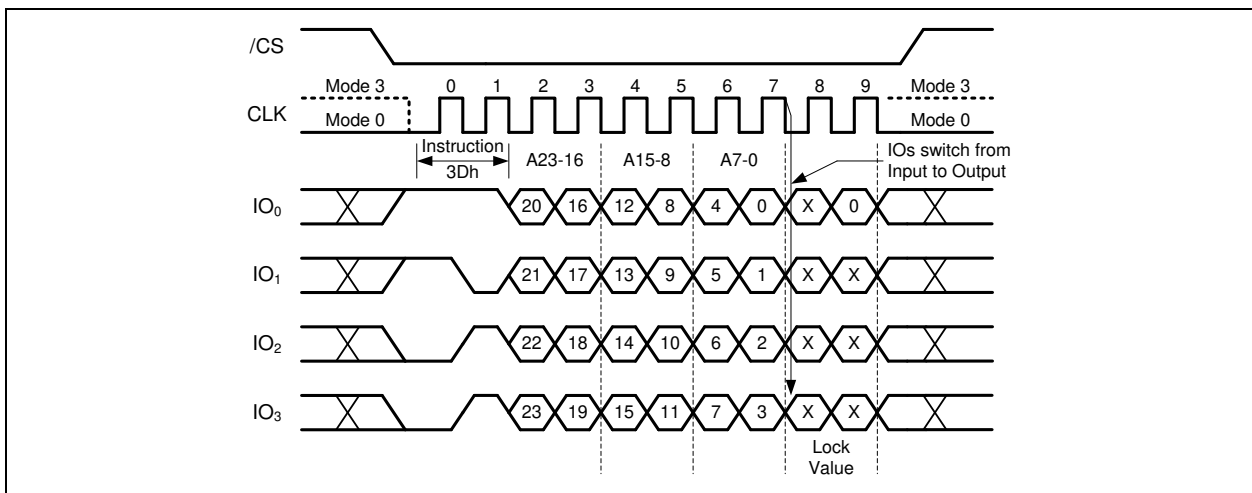 /CS
Mode 3 0 1 2 3 4 5 6 7 8 9 Mode 3
CLK
Mode 0 Mode 0
Instruction
3Dh
A23-16 A15-8 A7-0
IOs switch from
Input to Output
IO₀ 20 16 12 8 4 0 X 0
IO₁ 21 17 13 9 5 1 X X
IO₂ 22 18 14 10 6 2 X X
IO₃ 23 19 15 11 7 3 X X
Lock
Value